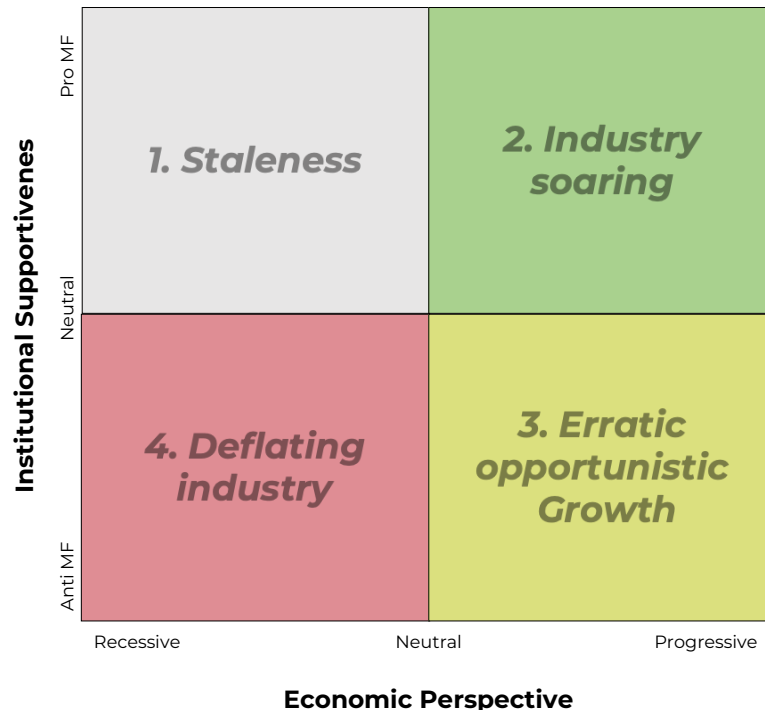 Institutional Supportivenes
Pro MF
Neutral
Anti MF
1. Staleness
2. Industry
soaring
4. Deflating
industry
3. Erratic
opportunistic
Growth
Recessive
Neutral
Progressive
Economic Perspective